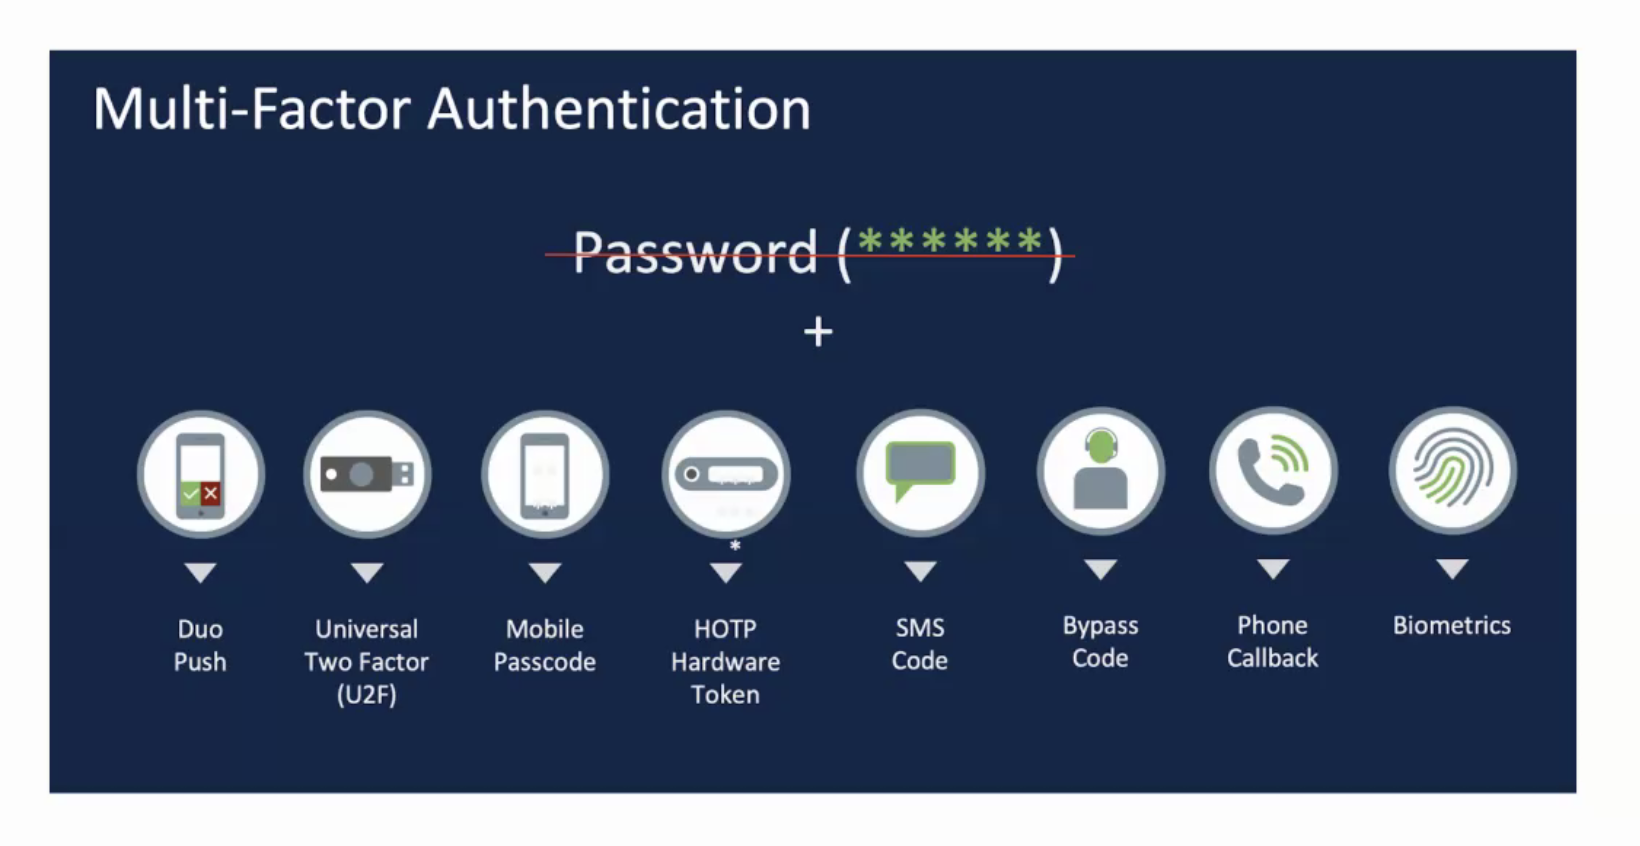 Multi-Factor Authentication
Password (******)
+
*
Duo
Push
Universal
Two Factor
(U2F)
Mobile
Passcode
HOTP
Hardware
Token
SMS
Code
Bypass
Code
Phone
Callback
Biometrics